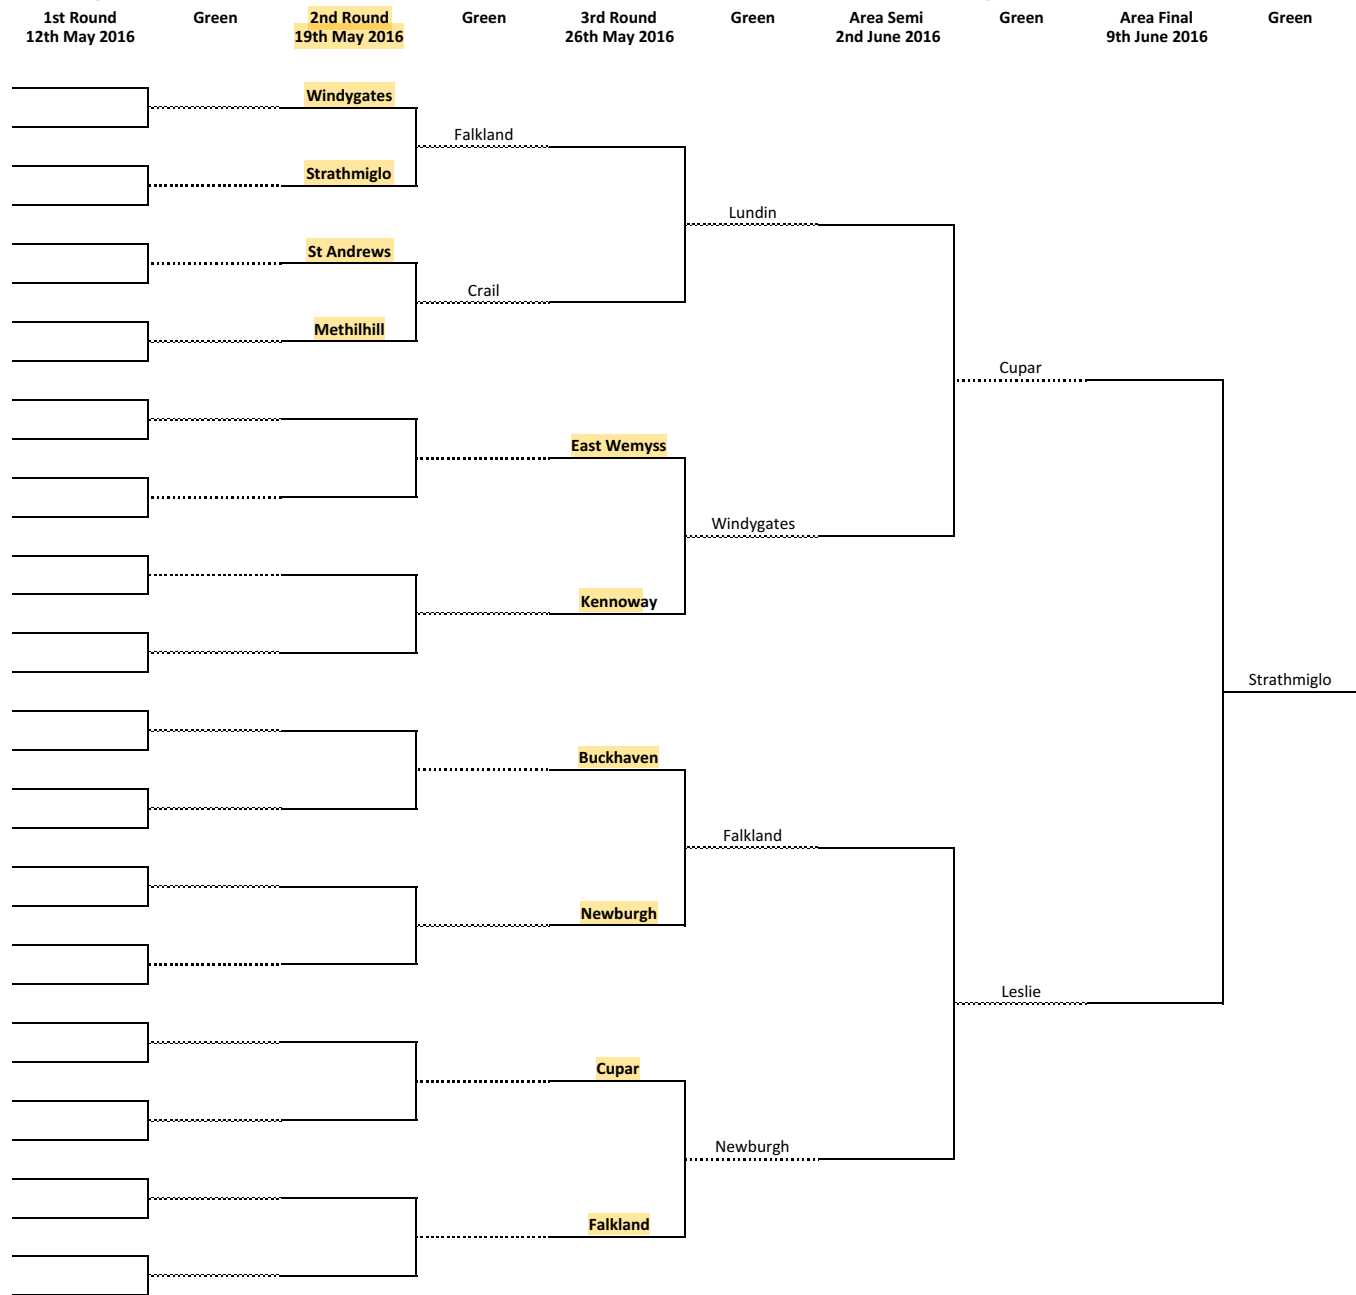 1st Round Green 2nd Round Green 3rd Round Green Area Semi Green Area Final Green
12th May 2016 19th May 2016 26th May 2016 2nd June 2016 9th June 2016
Windygates
Falkland
Strathmiglo
Lundin
St Andrews
Crail
Methilhill
Cupar
East Wemyss
Windygates
Kennoway
Strathmiglo
Buckhaven
Falkland
Newburgh
Leslie
Cupar
Newburgh
Falkland